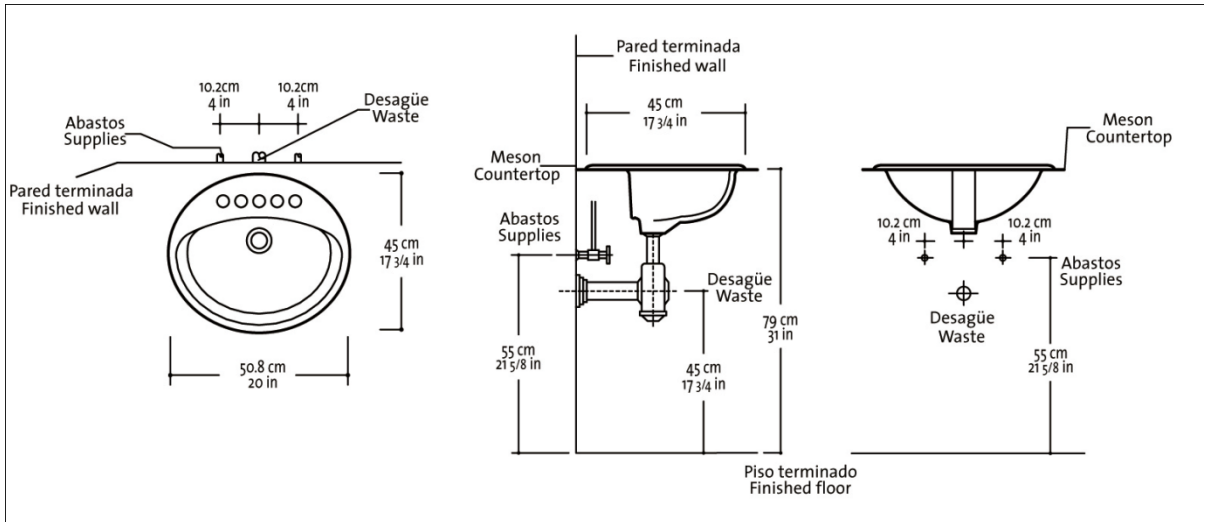 10.2cm
4 in
10.2cm
4 in
Desagüe
Waste
Abastos
Supplies
Pared terminada
Finished wall
45 cm
17 3/4 in
50.8 cm
20 in
Pared terminada
Finished wall
45 cm
17 3/4 in
Meson
Countertop
Abastos
Supplies
Desagüe
Waste
55 cm
21 5/8 in
45 cm
17 3/4 in
79 cm
31 in
Piso terminado
Finished floor
Meson
Countertop
10.2cm
4 in
10.2cm
4 in
Abastos
Supplies
Desagüe
Waste
55 cm
21 5/8 in